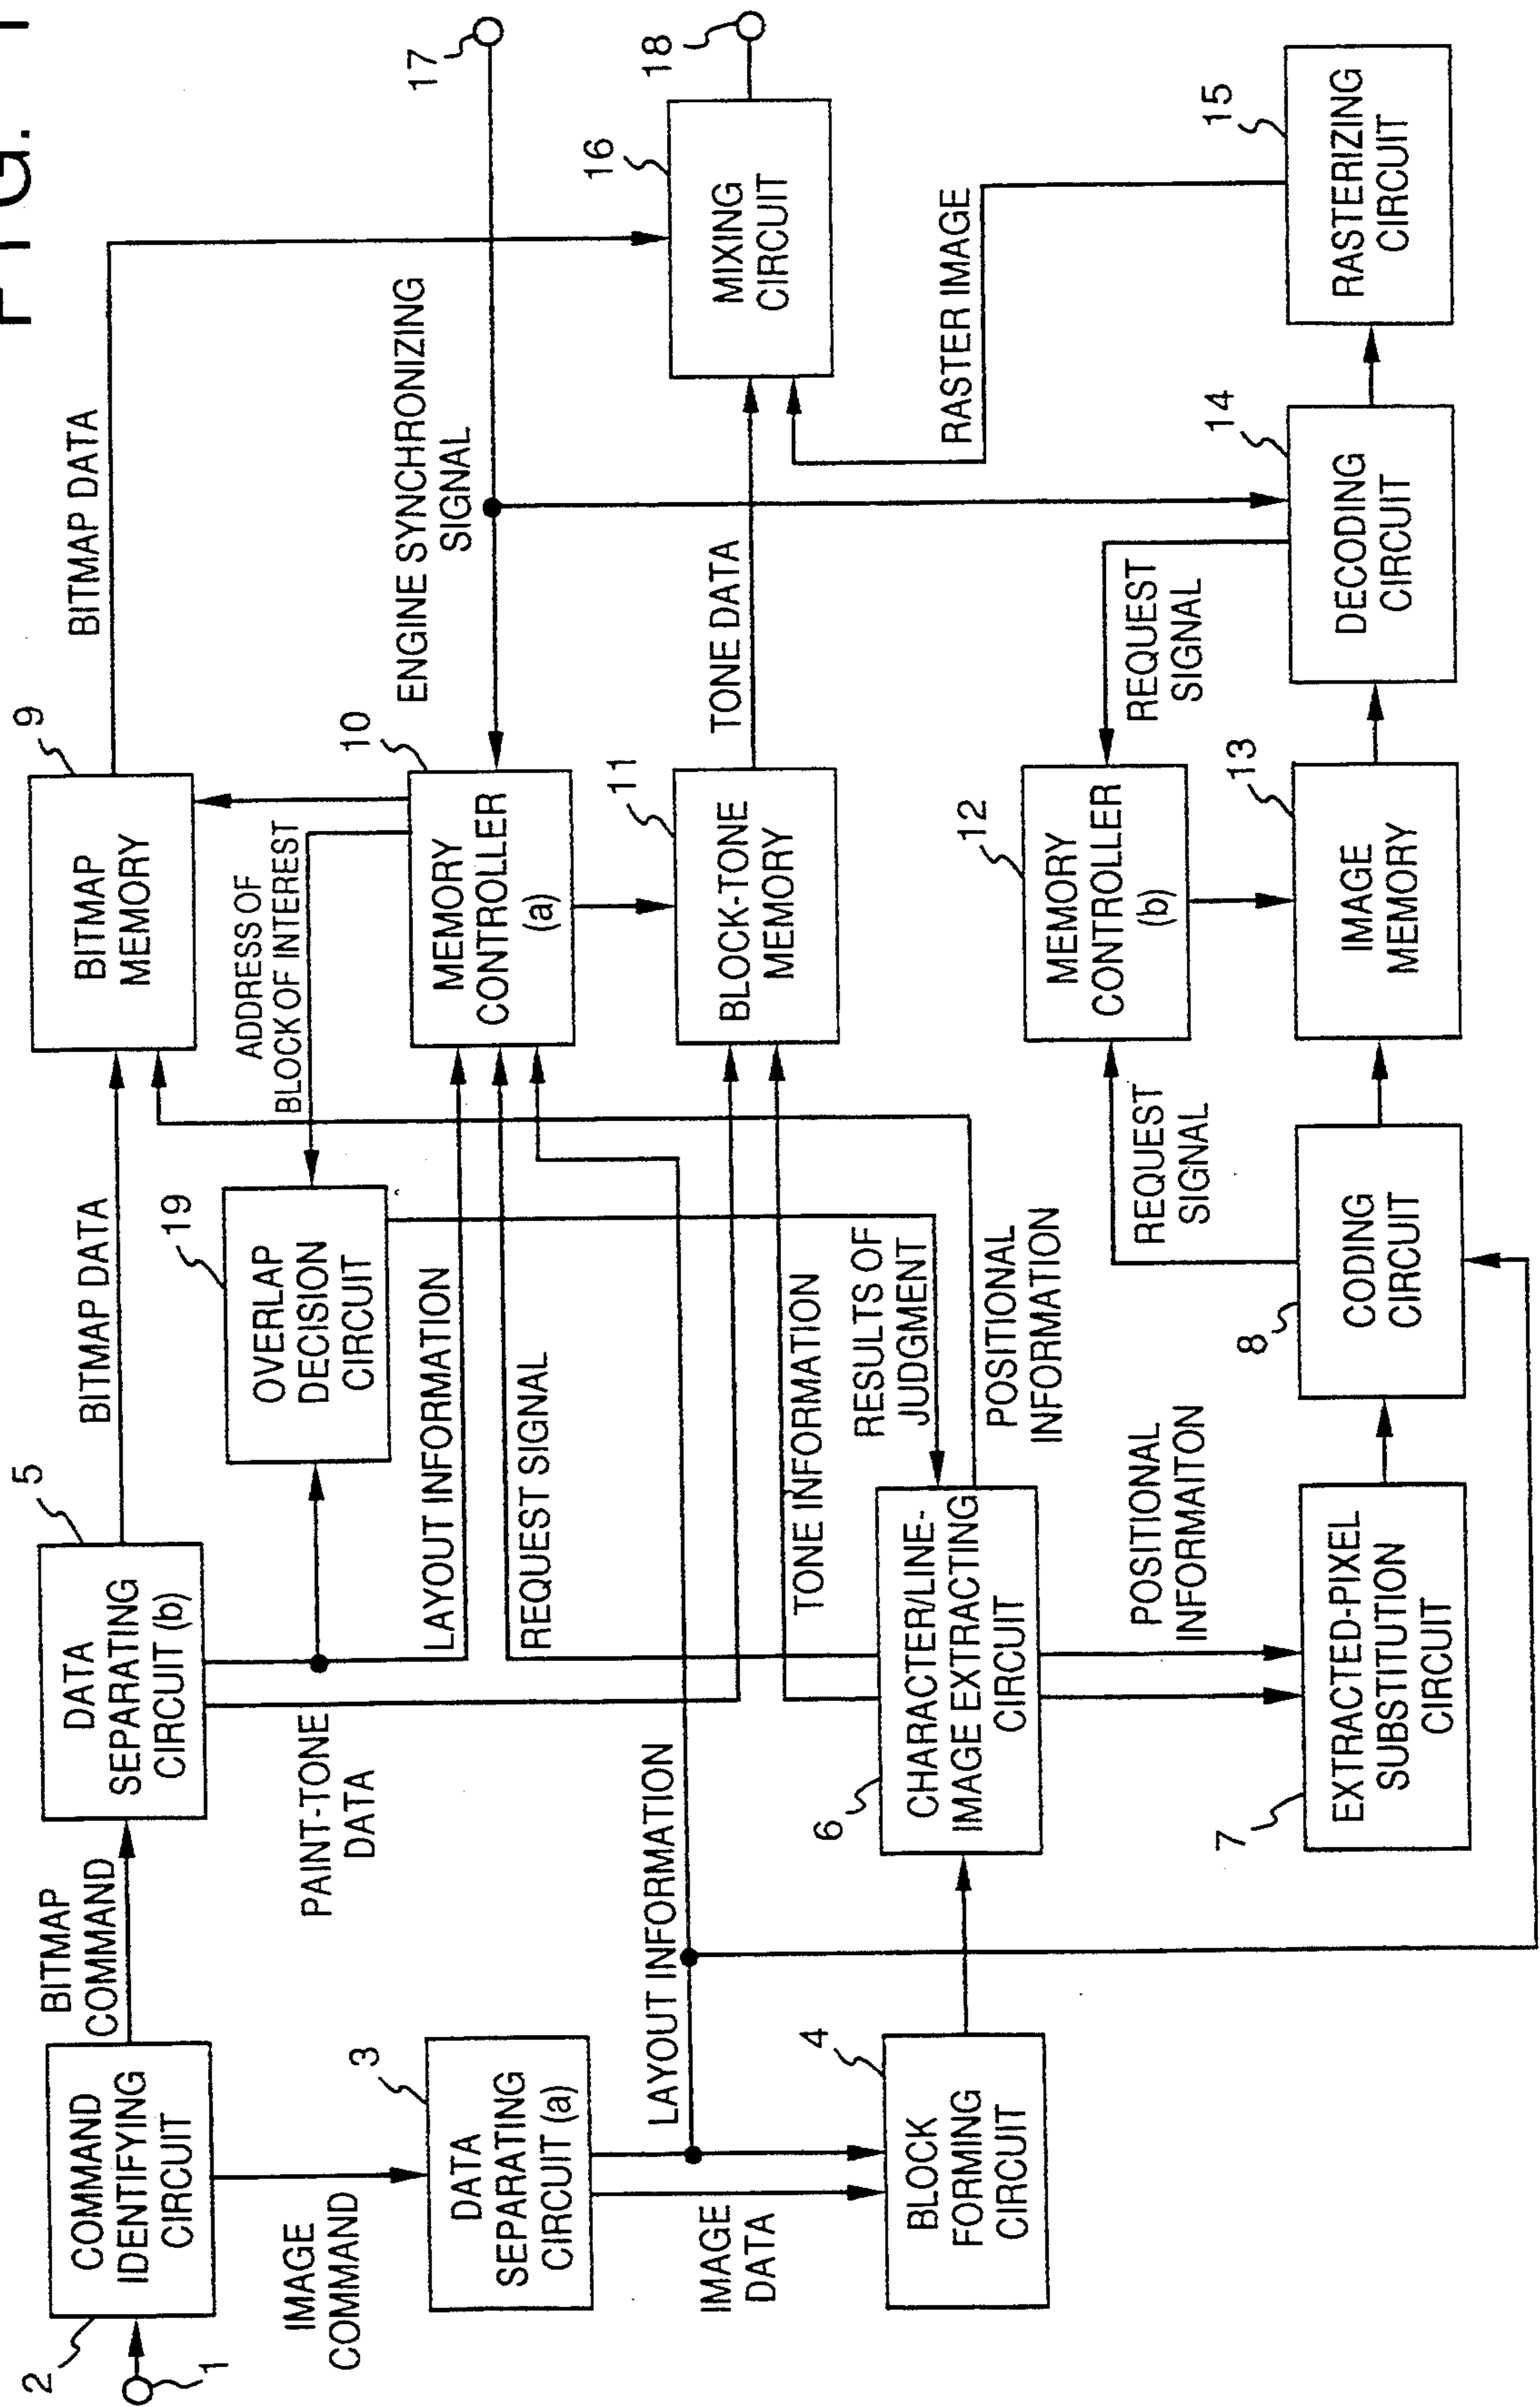 FIG. 1
1
2
COMMAND
IDENTIFYING
CIRCUIT
BITMAP
COMMAND
5
DATA
SEPARATING
CIRCUIT (b)
BITMAP DATA
9
BITMAP
MEMORY
BITMAP DATA
IMAGE
COMMAND
PAINT-TONE
DATA
19
OVERLAP
DECISION
CIRCUIT
ADDRESS OF
BLOCK OF INTEREST
3
DATA
SEPARATING
CIRCUIT (a)
LAYOUT INFORMATION
REQUEST SIGNAL
10
MEMORY
CONTROLLER
(a)
ENGINE SYNCHRONIZING
SIGNAL
17
IMAGE
DATA
LAYOUT INFORMATION
TONE INFORMATION
RESULTS OF
JUDGMENT
11
BLOCK-TONE
MEMORY
TONE DATA
16
MIXING
CIRCUIT
18
4
BLOCK
FORMING
CIRCUIT
6
CHARACTER/LINE-
IMAGE EXTRACTING
CIRCUIT
POSITIONAL
INFORMATION
RASTER IMAGE
POSITIONAL
INFORMAITON
REQUEST
SIGNAL
12
MEMORY
CONTROLLER
(b)
REQUEST
SIGNAL
7
EXTRACTED-PIXEL
SUBSTITUTION
CIRCUIT
8
CODING
CIRCUIT
13
IMAGE
MEMORY
14
DECODING
CIRCUIT
15
RASTERIZING
CIRCUIT